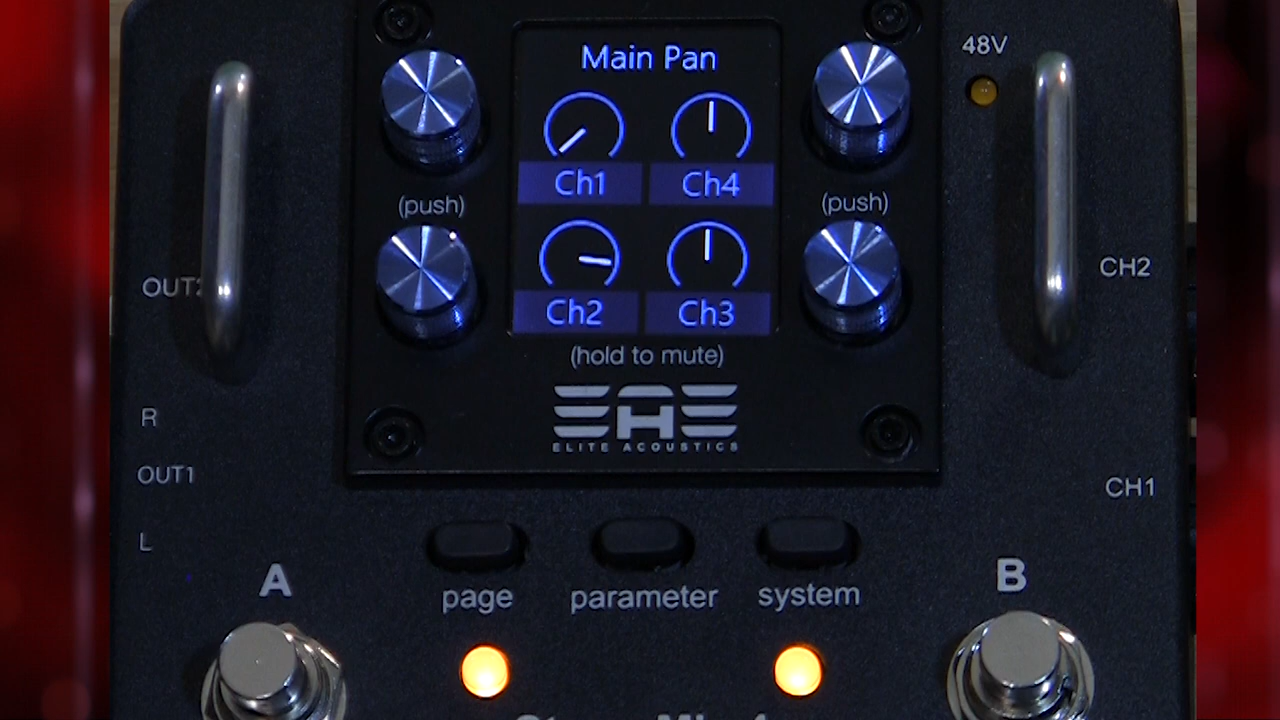 Main Pan
48V
Ch1
Ch4
(push)
(push)
Ch2
Ch3
(hold to mute)
ELITE ACOUSTICS
OUT2
CH2
R
OUT1
CH1
L
page
parameter
system
A
B